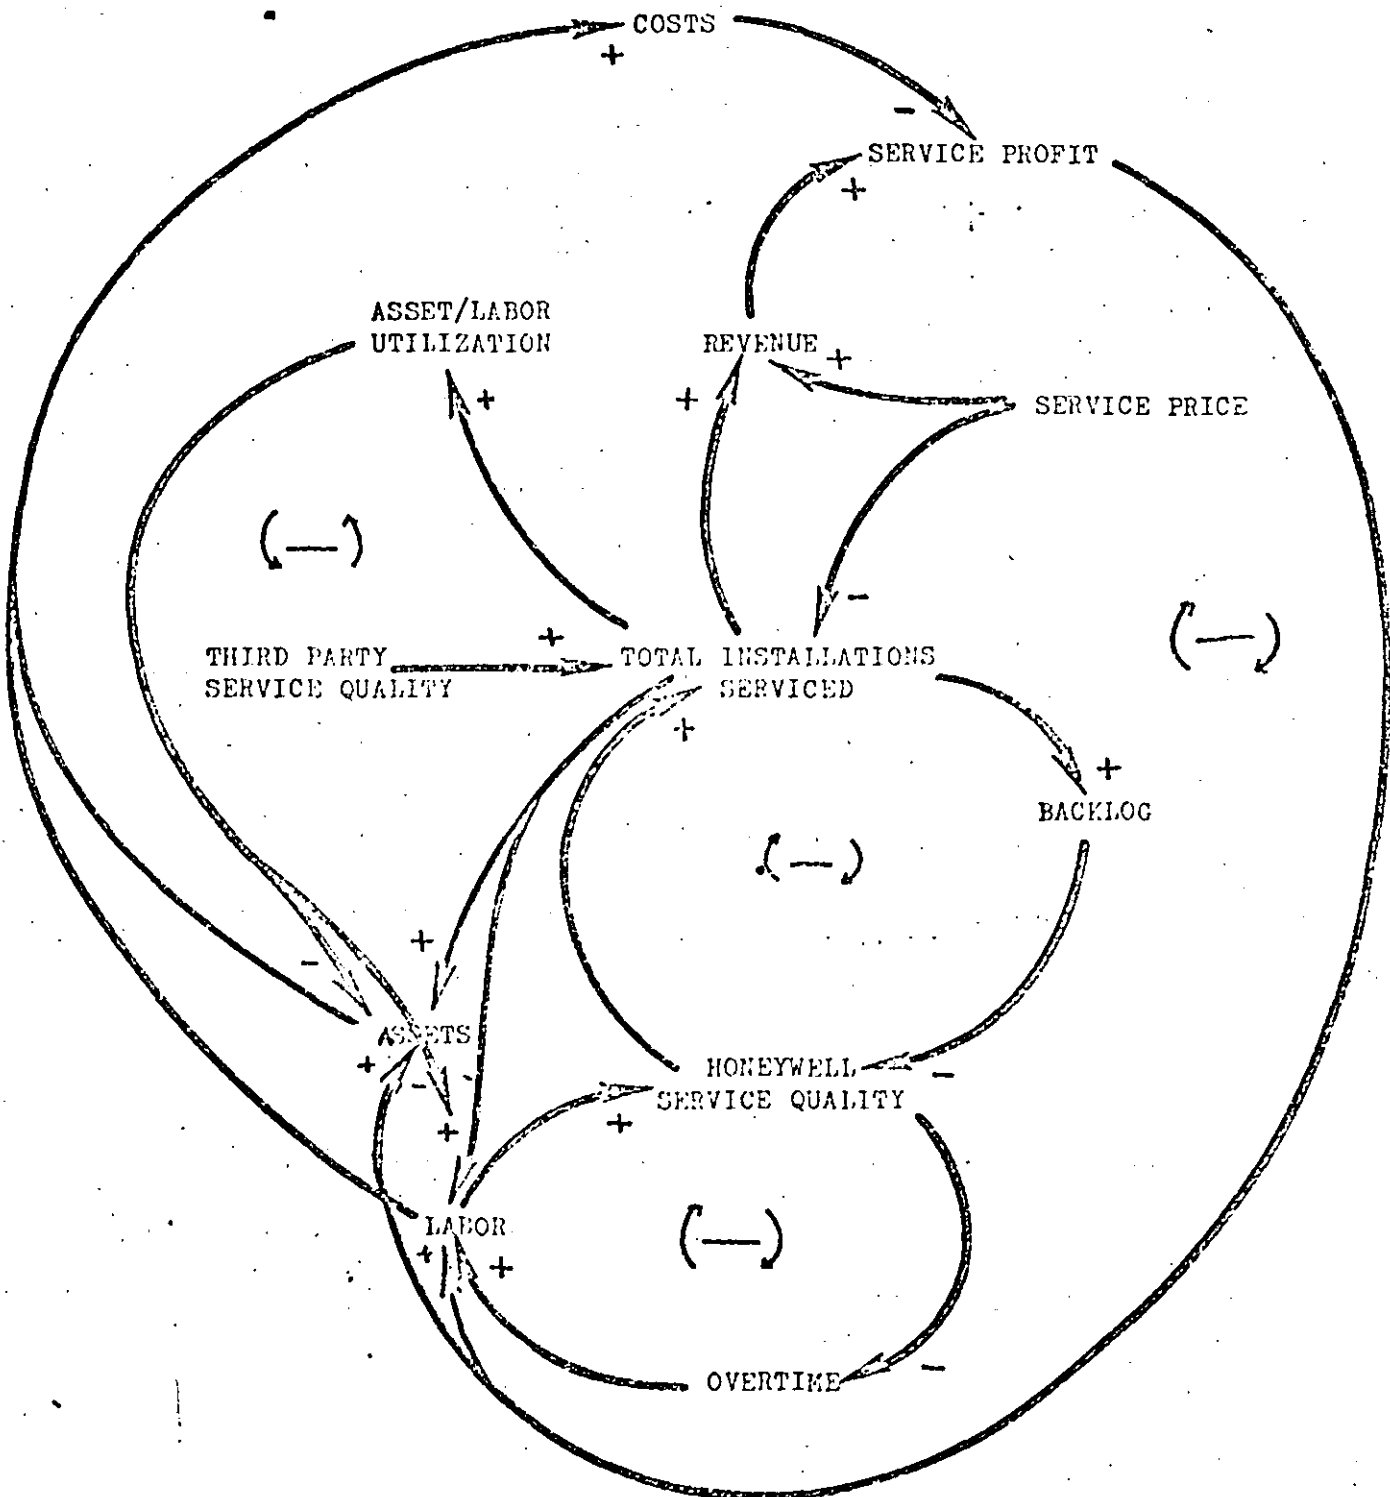 COSTS
+
-
SERVICE PROFIT
+
ASSET/LABOR
UTILIZATION
REVENUE
+
+
+
SERVICE PRICE
(—)
-
+
(—)
THIRD PARTY
SERVICE QUALITY
TOTAL INSTALLATIONS
SERVICED
+
+
BACKLOG
(—)
+
-
ASSETS
+
-
HONEYWELL
SERVICE QUALITY
-
+
+
LABOR
(—)
+
+
OVERTIME
-